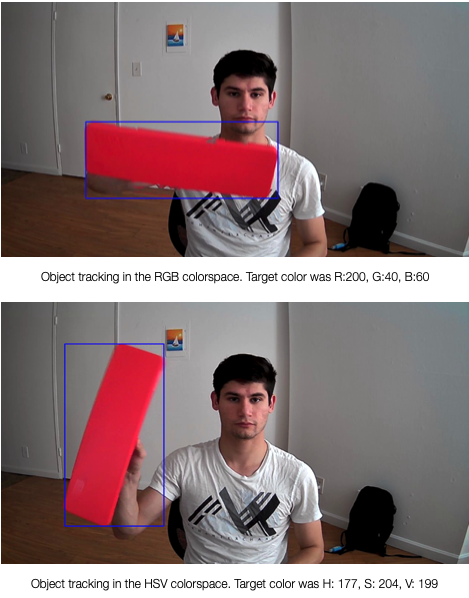 Object tracking in the RGB colorspace. Target color was R:200, G:40, B:60
Object tracking in the HSV colorspace. Target color was H: 177, S: 204, V: 199